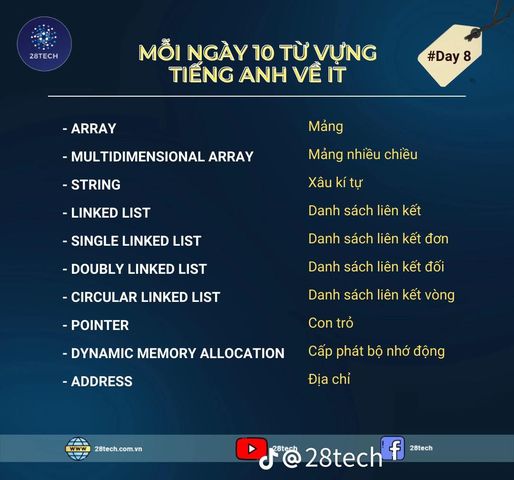 28TECH
MỖI NGÀY 10 TỪ VỰNG
TIẾNG ANH VỀ IT
#Day 8
- ARRAY Mảng
- MULTIDIMENSIONAL ARRAY Mảng nhiều chiều
- STRING Xâu kí tự
- LINKED LIST Danh sách liên kết
- SINGLE LINKED LIST Danh sách liên kết đơn
- DOUBLY LINKED LIST Danh sách liên kết đối
- CIRCULAR LINKED LIST Danh sách liên kết vòng
- POINTER Con trỏ
- DYNAMIC MEMORY ALLOCATION Cấp phát bộ nhớ động
- ADDRESS Địa chỉ
WWW 28tech.com.vn 28tech 28tech
@28tech